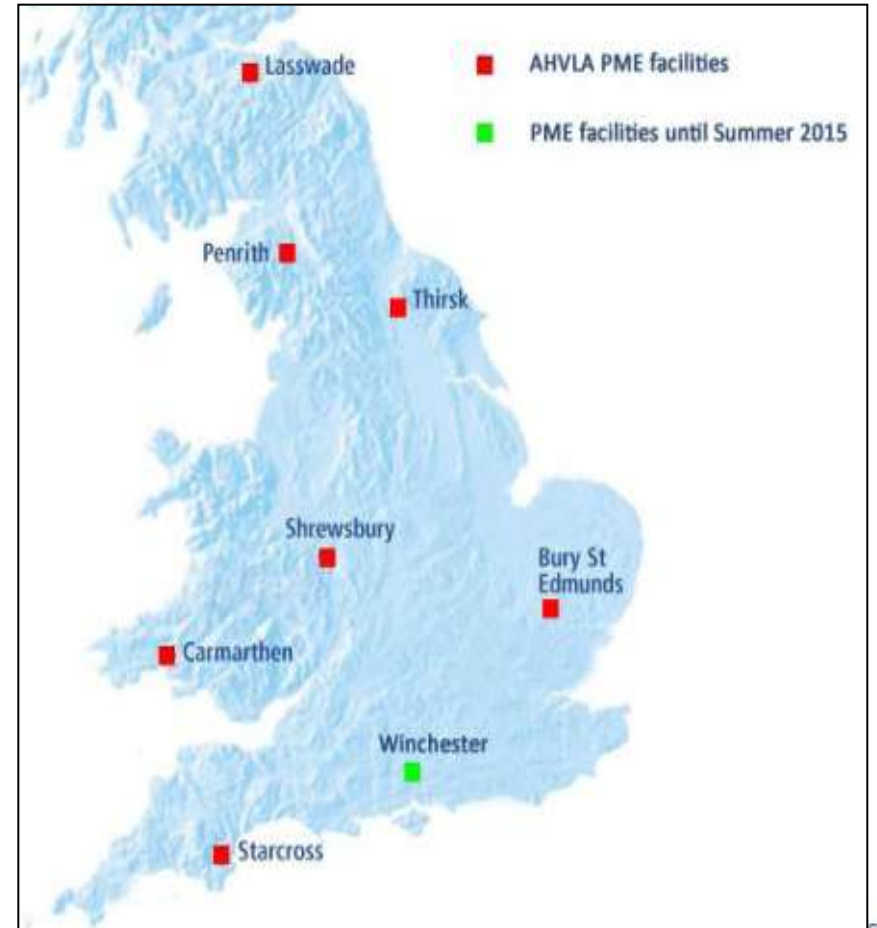 Lasswade
AHVLA PME facilities
PME facilities until Summer 2015
Penrith
Thirsk
Shrewsbury
Bury St
Edmunds
Carmarthen
Winchester
Starcross